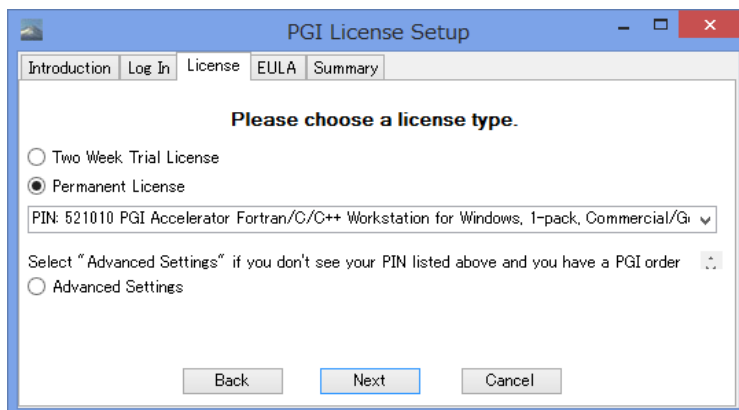 PGI License Setup
Introduction Log In License EULA Summary
Please choose a license type.
Two Week Trial License
Permanent License
PIN: 521010 PGI Accelerator Fortran/C/C++ Workstation for Windows, 1-pack, Commercial/G
Select "Advanced Settings" if you don't see your PIN listed above and you have a PGI order
Advanced Settings
Back Next Cancel